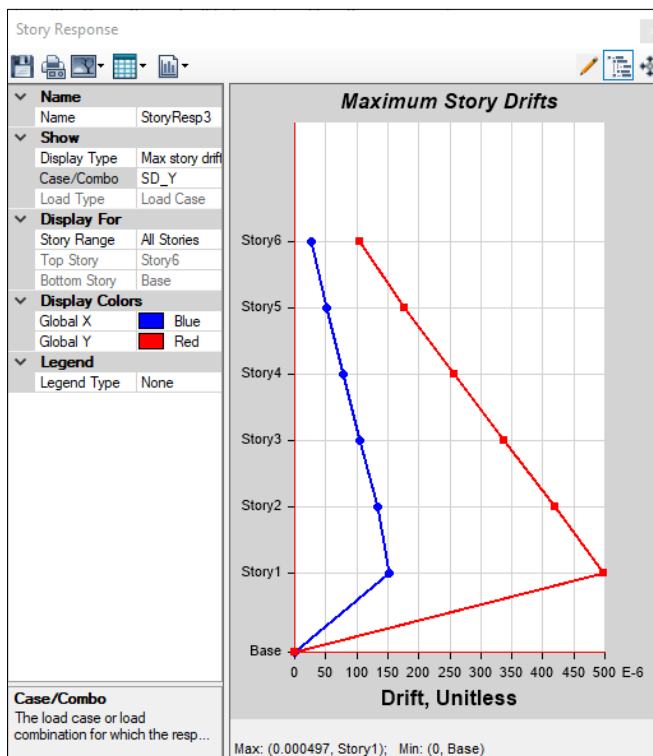 Story Response
Name
Name StoryResp3
Show
Display Type Max story drift
Case/Combo SD_Y
Load Type Load Case
Display For
Story Range All Stories
Top Story Story6
Bottom Story Base
Display Colors
Global X Blue
Global Y Red
Legend
Legend Type None
Case/Combo
The load case or load
combination for which the resp...
Maximum Story Drifts
Story6
Story5
Story4
Story3
Story2
Story1
Base
0 50 100 150 200 250 300 350 400 450 500 E-6
Drift, Unitless
Max: (0.000497, Story1); Min: (0, Base)